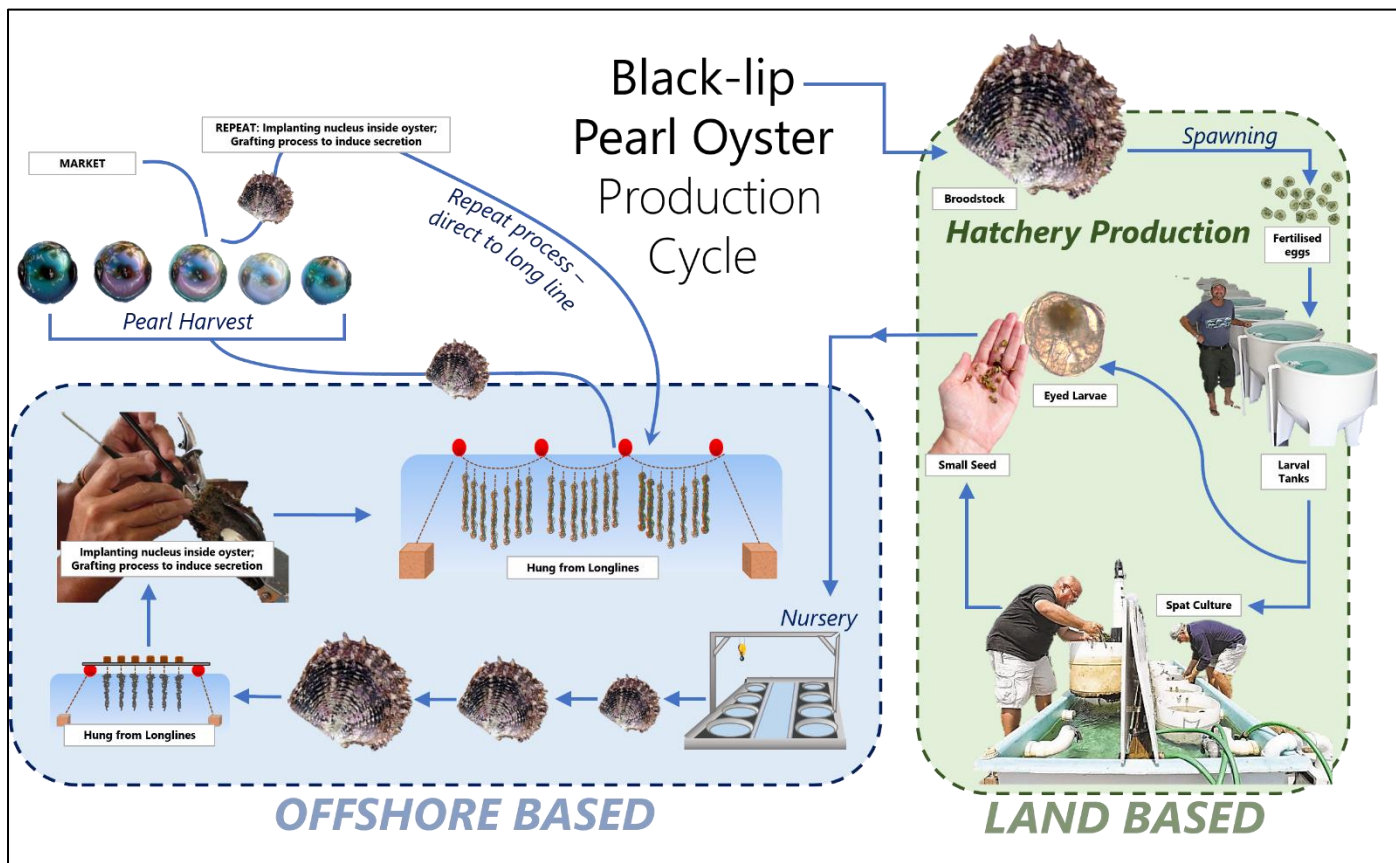 Black-lip
Pearl Oyster
Production
Cycle
REPEAT: Implanting nucleus inside oyster;
Grafting process to induce secretion
MARKET
Repeat process –
direct to long line
Pearl Harvest
Broodstock
Spawning
Hatchery Production
Fertilised
eggs
Eyed Larvae
Small Seed
Larval
Tanks
Spat Culture
LAND BASED
Implanting nucleus inside oyster;
Grafting process to induce secretion
Hung from Longlines
Nursery
Hung from Longlines
OFFSHORE BASED